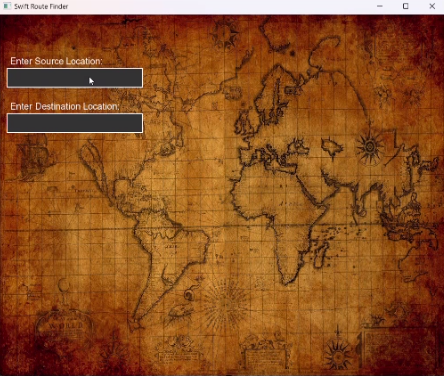 Swift Route Finder
Enter Source Location:
Enter Destination Location: